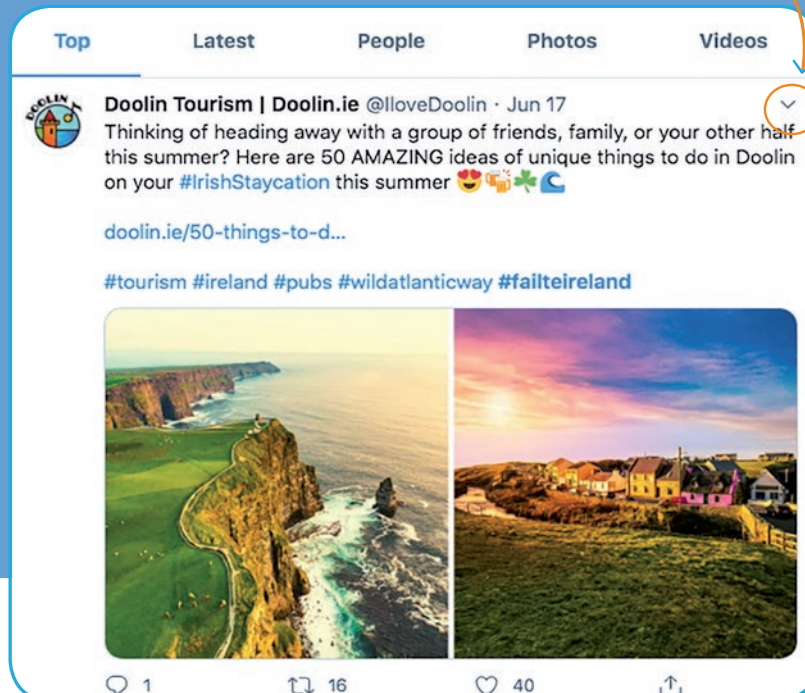 Top Latest People Photos Videos
DOOLIN
Doolin Tourism | Doolin.ie @IloveDoolin · Jun 17
Thinking of heading away with a group of friends, family, or your other half
this summer? Here are 50 AMAZING ideas of unique things to do in Doolin
on your #IrishStaycation this summer 😍🍻☘️🌊
doolin.ie/50-things-to-d...
#tourism #ireland #pubs #wildatlanticway #failteireland
1 16 40